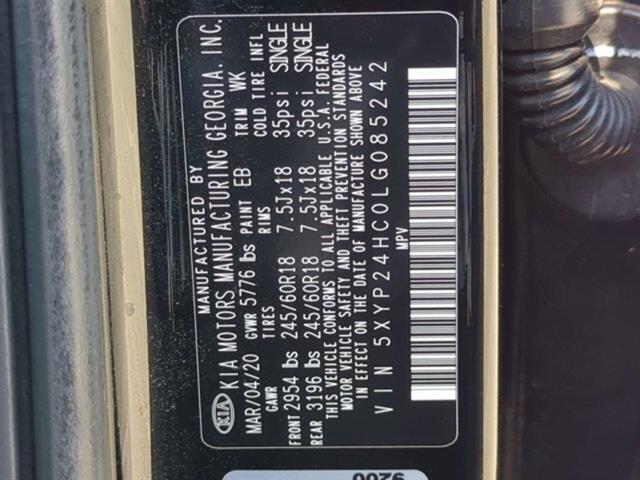 MANUFACTURED BY
KIA KIA MOTORS MANUFACTURING GEORGIA, INC.
MAR/04/20 GVWR 5776 lbs PAINT EB TRIM WK
GAWR TIRES RIMS COLD TIRE INFL
FRONT 2954 lbs 245/60R18 7.5Jx18 35psi SINGLE
REAR 3196 lbs 245/60R18 7.5Jx18 35psi SINGLE
THIS VEHICLE CONFORMS TO ALL APPLICABLE U.S.A. FEDERAL
MOTOR VEHICLE SAFETY AND THEFT PREVENTION STANDARDS
IN EFFECT ON THE DATE OF MANUFACTURE SHOWN ABOVE
VIN 5XYP24HC0LG085242
MPV
9200